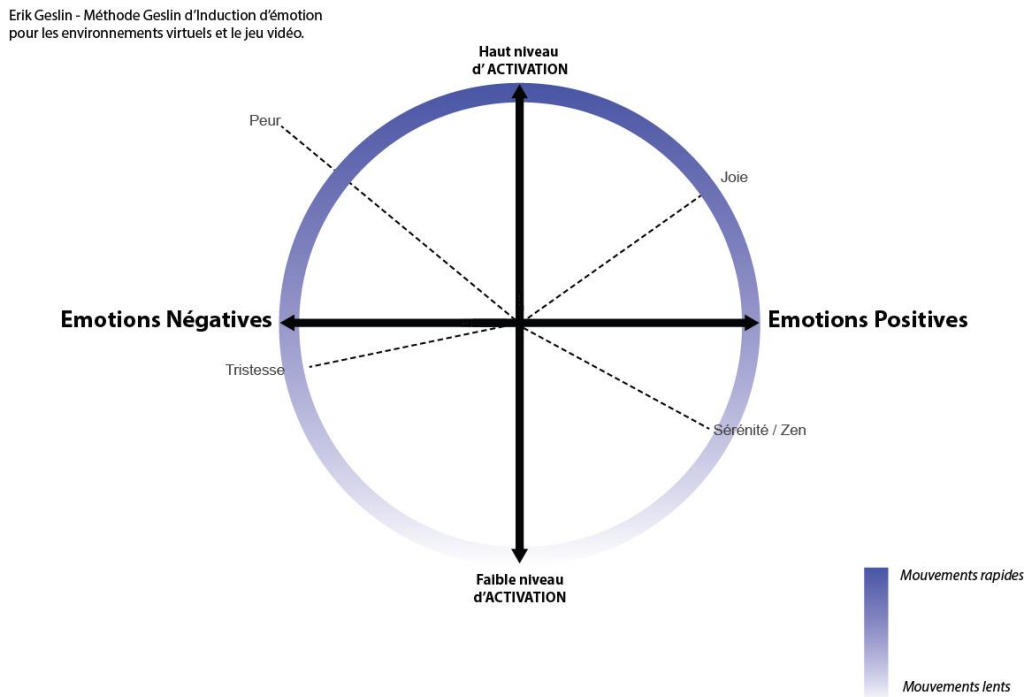 Erik Geslin - Méthode Geslin d'Induction d'émotion
pour les environnements virtuels et le jeu vidéo.
Haut niveau
d' ACTIVATION
Peur
Joie
Emotions Négatives
Emotions Positives
Tristesse
Sérénité / Zen
Faible niveau
d'ACTIVATION
Mouvements rapides
Mouvements lents